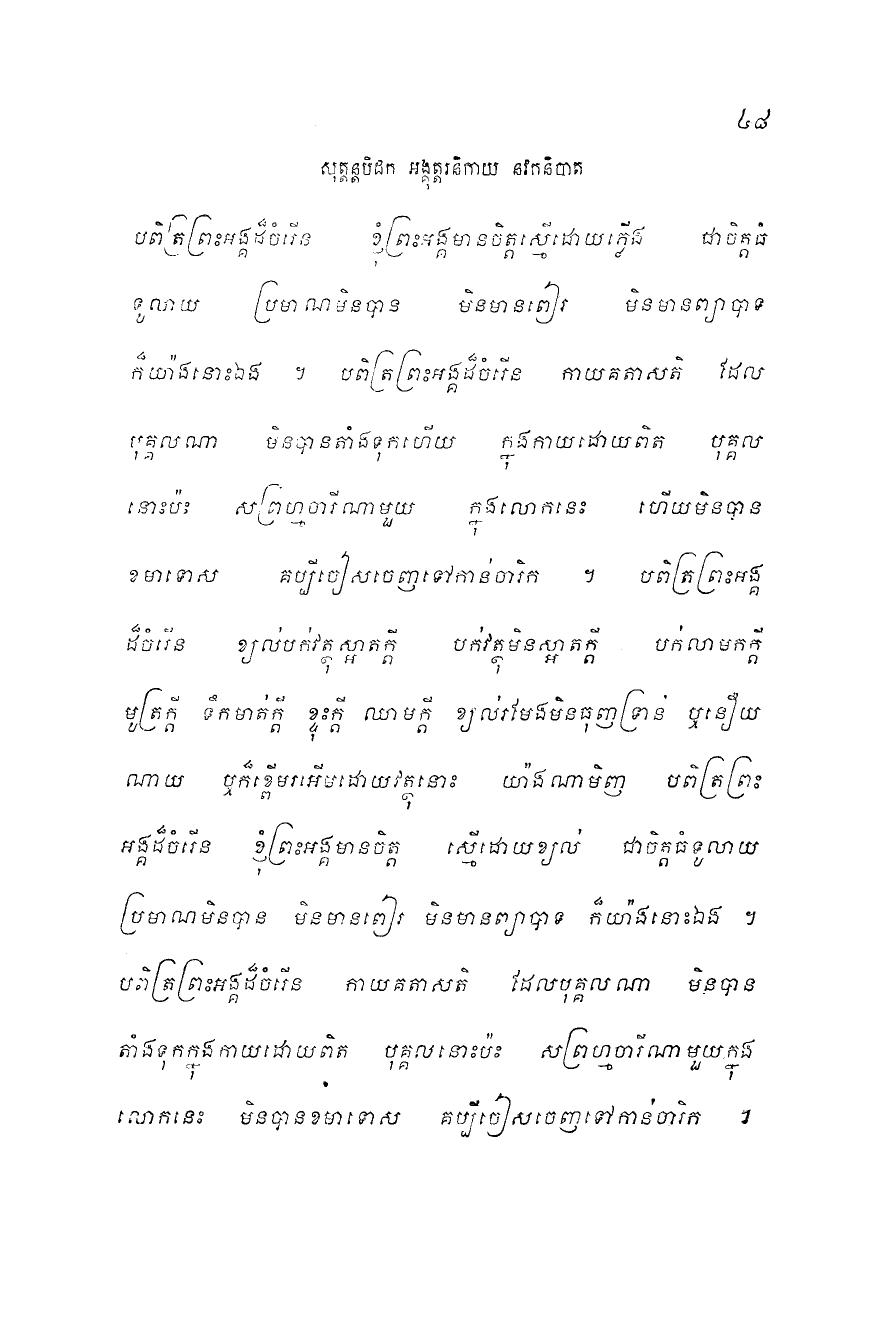 ៤៨
សុត្តន្តបិដក អង្គុត្តរនិកាយ នវកនិបាត
បពិត្រព្រះអង្គដ៏ចំរើន ខ្ញុំព្រះអង្គមានចិត្តស្មើដោយភ្លើង ជាចិត្តធំ
ទូលាយ ប្រមាណមិនបាន មិនមានពៀរ មិនមានព្យាបាទ
ក៏យ៉ាងនោះឯង ។ បពិត្រព្រះអង្គដ៏ចំរើន កាយគតាសតិ ដែល
បុគ្គលណា មិនបានតាំងទុកហើយ ក្នុងកាយដោយពិត បុគ្គល
នោះប៉ះ សព្រហ្មចារីណាមួយ ក្នុងលោកនេះ ហើយមិនបាន
ខមាទោស គប្បីចៀសចេញទៅកាន់ចារិក ។ បពិត្រព្រះអង្គ
ដ៏ចំរើន ខ្យល់បក់វត្ថុស្អាតក្តី បក់វត្ថុមិនស្អាតក្តី បក់លាមកក្តី
មូត្រក្តី ទឹកមាត់ក្តី ខ្ទុះក្តី ឈាមក្តី ខ្យល់រមែងមិនធុញទ្រាន់ ឬនឿយ
ណាយ ឬក៏ខ្ពើមរអើមដោយវត្ថុនោះ យ៉ាងណាមិញ បពិត្រព្រះ
អង្គដ៏ចំរើន ខ្ញុំព្រះអង្គមានចិត្ត ស្មើដោយខ្យល់ ជាចិត្តធំទូលាយ
ប្រមាណមិនបាន មិនមានពៀរ មិនមានព្យាបាទ ក៏យ៉ាងនោះឯង ។
បពិត្រព្រះអង្គដ៏ចំរើន កាយគតាសតិ ដែលបុគ្គលណា មិនបាន
តាំងទុកក្នុងកាយដោយពិត បុគ្គលនោះប៉ះ សព្រហ្មចារីណាមួយក្នុង
លោកនេះ មិនបានខមាទោស គប្បីចៀសចេញទៅកាន់ចារិក ។